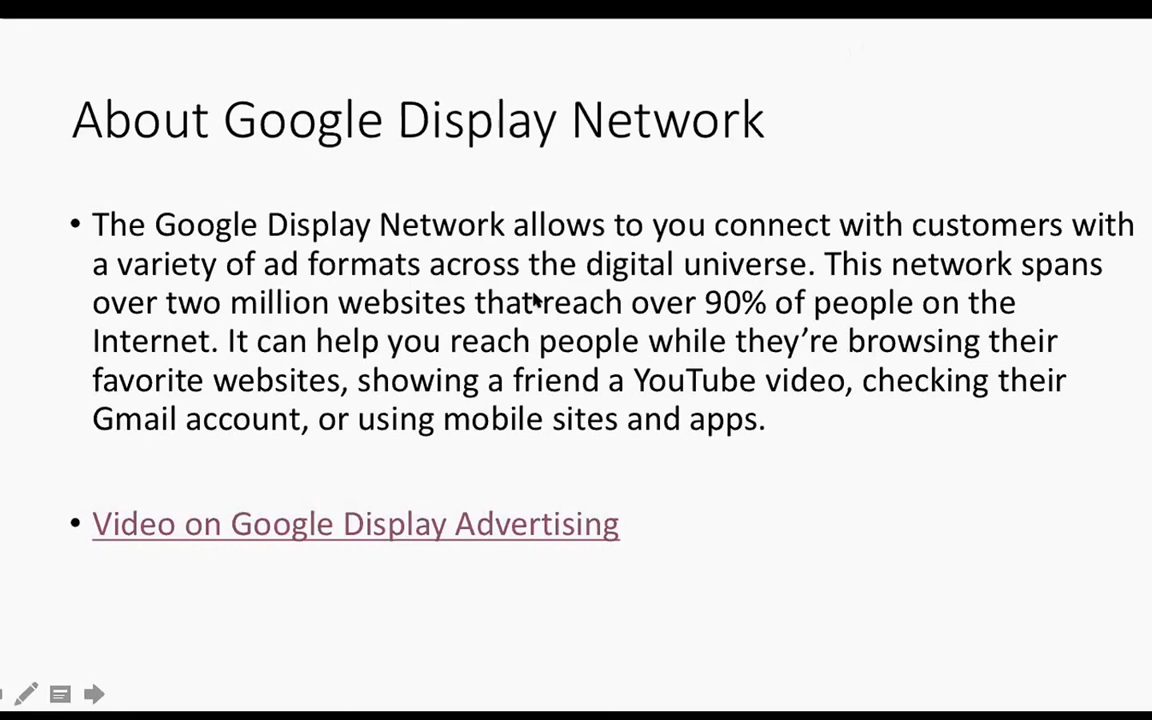 About Google Display Network
• The Google Display Network allows to you connect with customers with
a variety of ad formats across the digital universe. This network spans
over two million websites that reach over 90% of people on the
Internet. It can help you reach people while they’re browsing their
favorite websites, showing a friend a YouTube video, checking their
Gmail account, or using mobile sites and apps.
• Video on Google Display Advertising